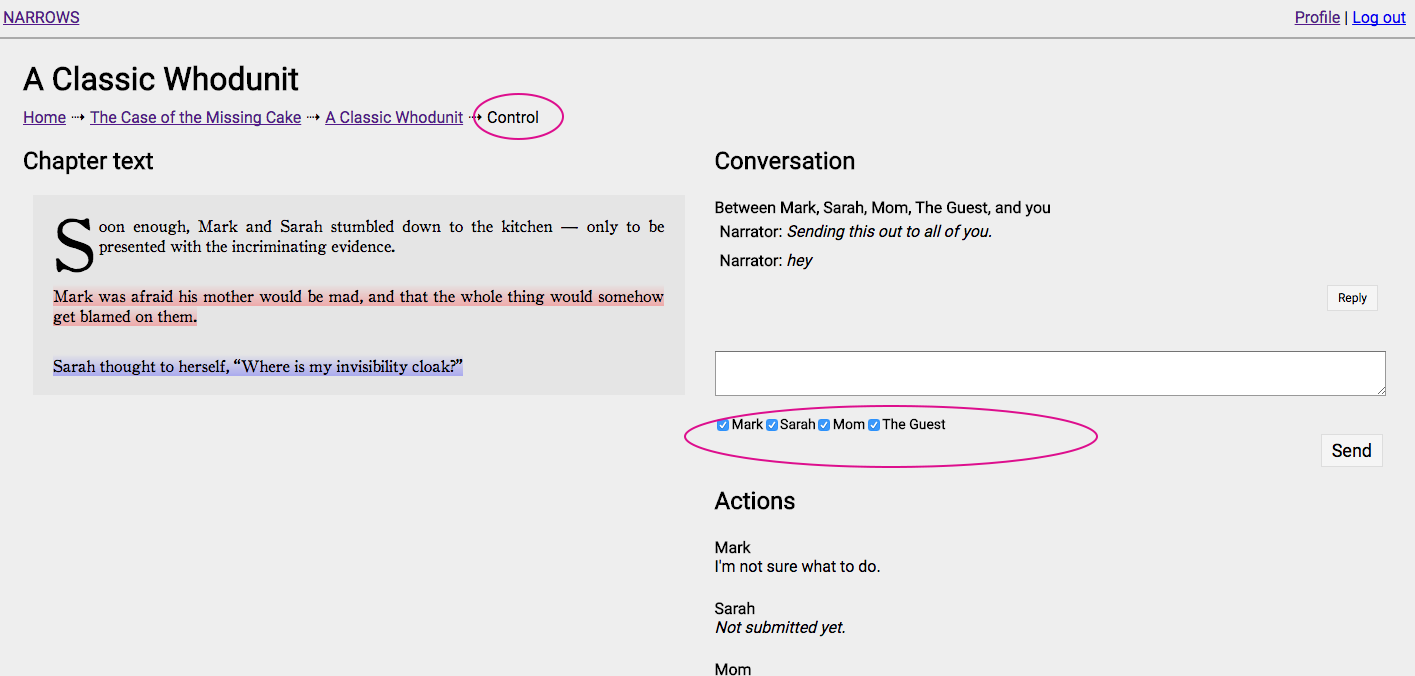 NARROWS
Profile | Log out
A Classic Whodunit
Home ⇢ The Case of the Missing Cake ⇢ A Classic Whodunit ⇢ Control
Chapter text
Soon enough, Mark and Sarah stumbled down to the kitchen — only to be
presented with the incriminating evidence.
Mark was afraid his mother would be mad, and that the whole thing would somehow
get blamed on them.
Sarah thought to herself, “Where is my invisibility cloak?”
Conversation
Between Mark, Sarah, Mom, The Guest, and you
Narrator: Sending this out to all of you.
Narrator: hey
Reply
Mark Sarah Mom The Guest
Send
Actions
Mark
I'm not sure what to do.
Sarah
Not submitted yet.
Mom